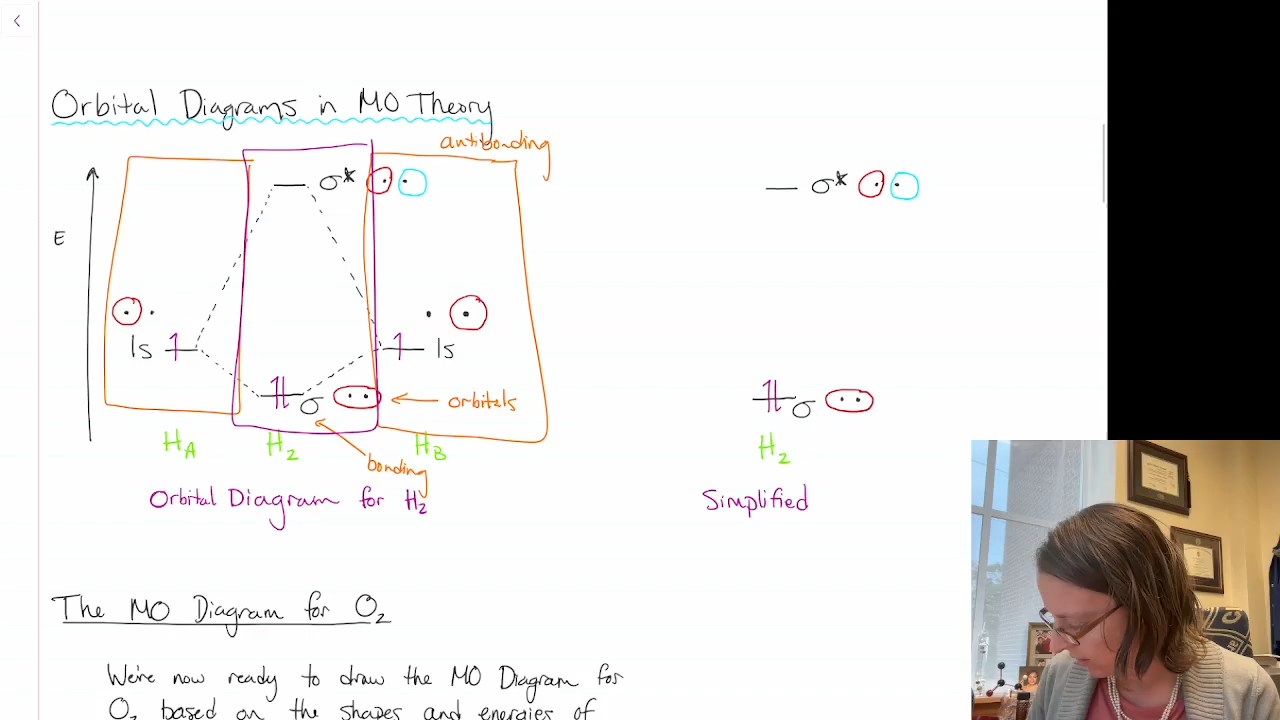 Orbital Diagrams in MO Theory
antibonding
σ*
σ*
E
1s
1s
σ
orbitals
σ
H_A
H₂
H_B
H₂
bonding
Orbital Diagram for H₂
Simplified
The MO Diagram for O₂
We're now ready to draw the MO Diagram for
O₂ based on the shapes and energies of